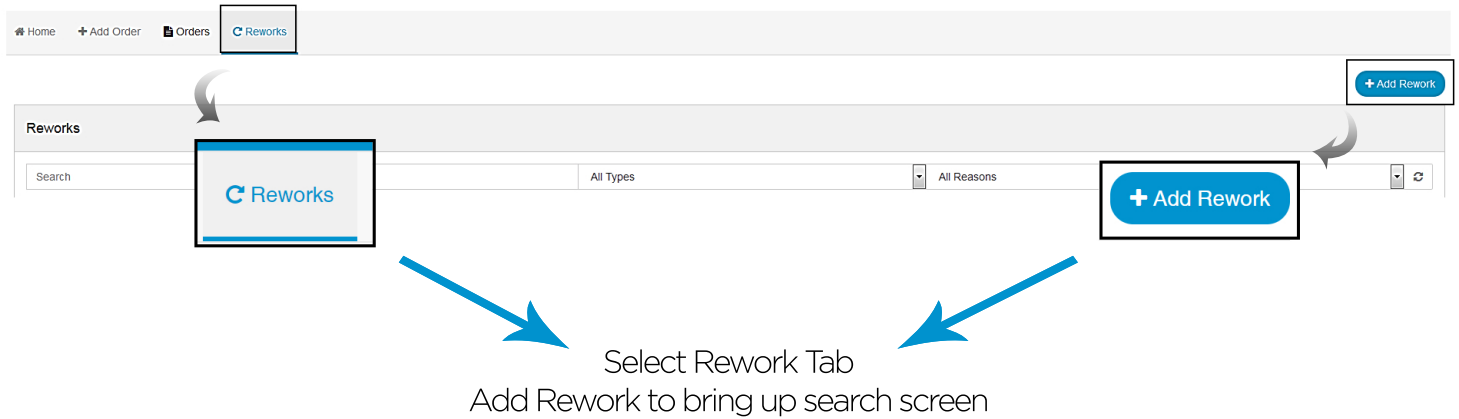 Home Add Order Orders Reworks
Add Rework
Reworks
Search All Types All Reasons
Reworks
Add Rework
Select Rework Tab
Add Rework to bring up search screen